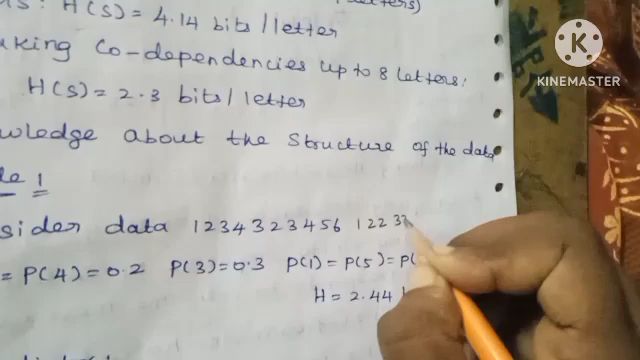 H(S) = 4.14 bits/letter
letters)
Co-dependencies up to 8 letters:
H(S) = 2.3 bits/letter
about the Structure of the data
1
data 1234323456 1223
= P(4) = 0.2 P(3) = 0.3 P(1) = P(5) = P(
H = 2.44
KINEMASTER